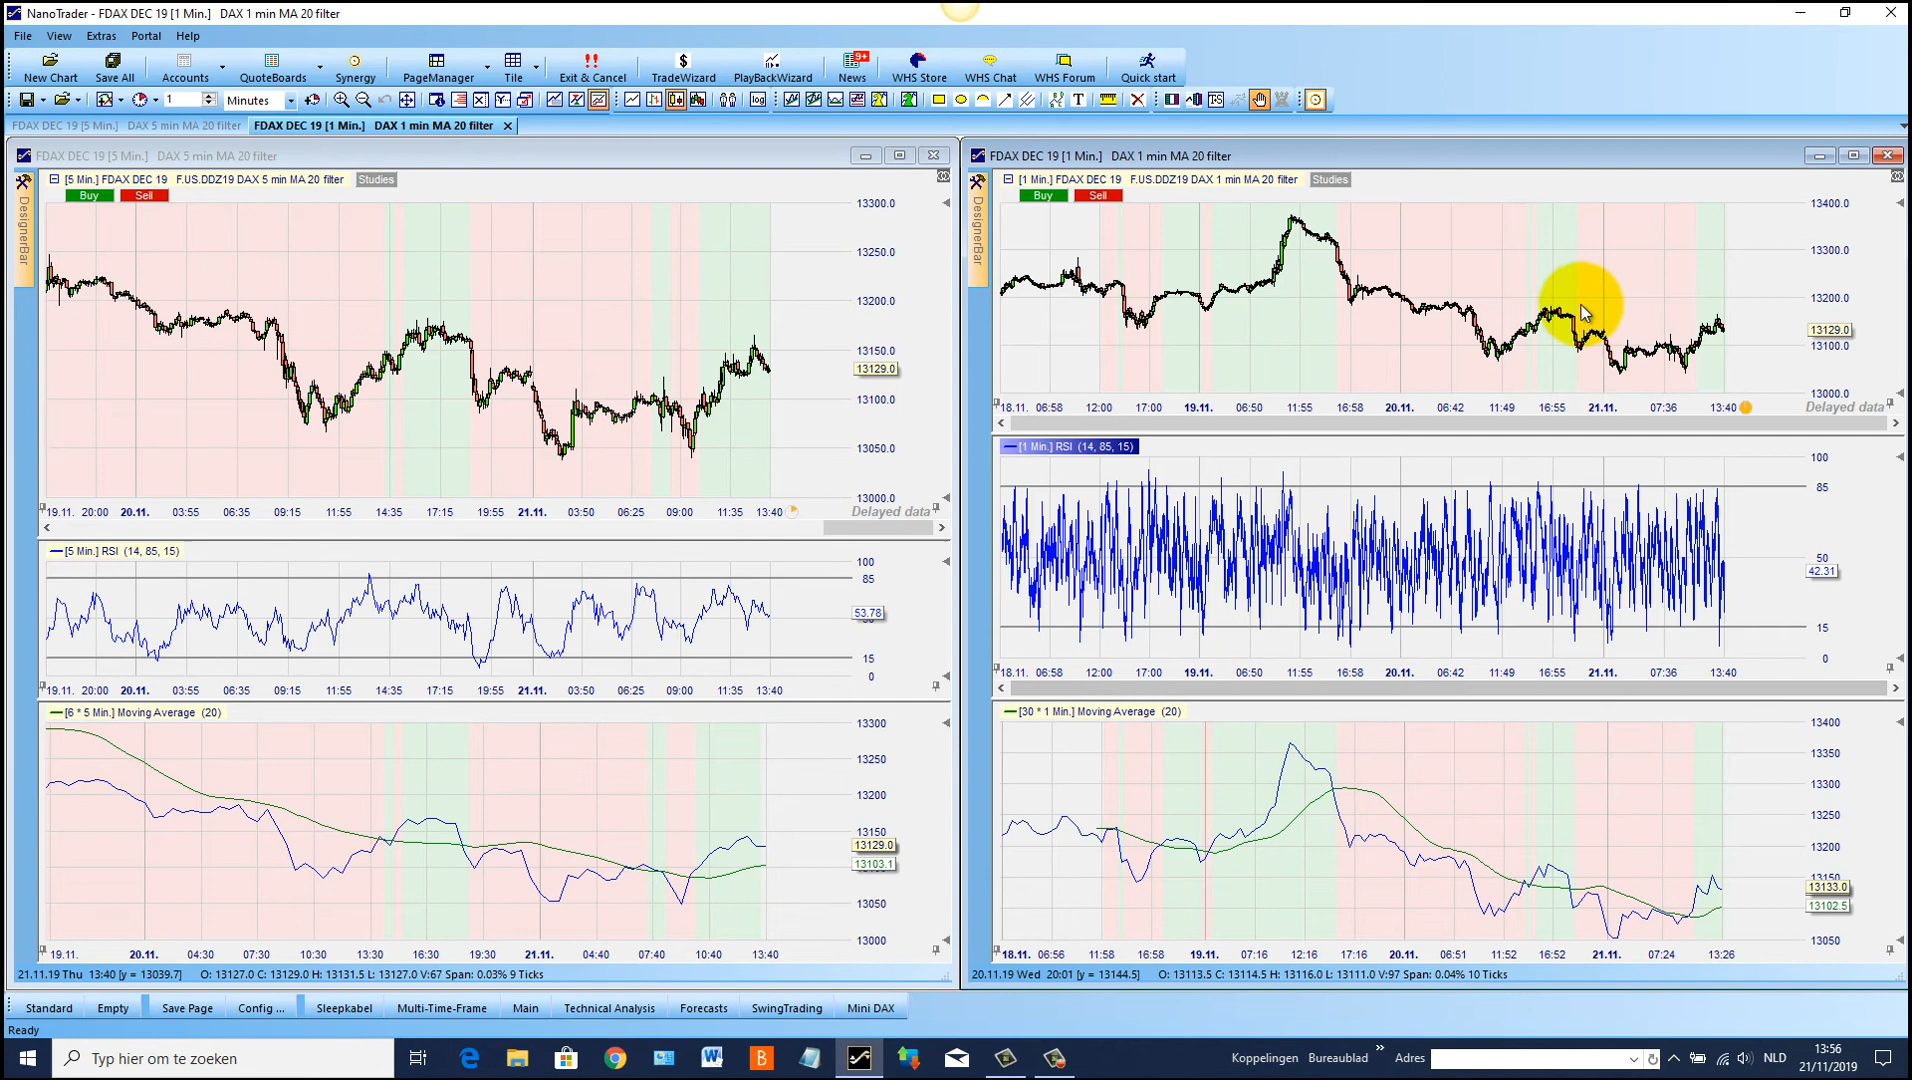 NanoTrader - FDAX DEC 19 [1 Min.] DAX 1 min MA 20 filter
File View Extras Portal Help
9+
New Chart Save All Accounts QuoteBoards Synergy PageManager Tile Exit & Cancel TradeWizard PlayBackWizard News WHS Store WHS Chat WHS Forum Quick start
1 Minutes
FDAX DEC 19 [5 Min.] DAX 5 min MA 20 filter FDAX DEC 19 [1 Min.] DAX 1 min MA 20 filter
FDAX DEC 19 [5 Min.] DAX 5 min MA 20 filter
DesignerBar
[5 Min.] FDAX DEC 19 F.US.DDZ19 DAX 5 min MA 20 filter Studies
Buy Sell
13300.0
13250.0
13200.0
13150.0
13129.0
13100.0
13050.0
13000.0
19.11. 20:00 20.11. 03:55 06:35 09:15 11:55 14:35 17:15 19:55 21.11. 03:50 06:25 09:00 11:35 13:40 Delayed data
[5 Min.] RSI (14, 85, 15)
100
85
53.78
15
0
19.11. 20:00 20.11. 03:55 06:35 09:15 11:55 14:35 17:15 19:55 21.11. 03:50 06:25 09:00 11:35 13:40
[6 * 5 Min.] Moving Average (20)
13300
13250
13200
13150
13129.0
13103.1
13050
13000
19.11. 20.11. 04:30 07:30 10:30 13:30 16:30 19:30 21.11. 04:40 07:40 10:40 13:40
21.11.19 Thu 13:40 [y = 13039.7] O: 13127.0 C: 13129.0 H: 13131.5 L: 13127.0 V:67 Span: 0.03% 9 Ticks
FDAX DEC 19 [1 Min.] DAX 1 min MA 20 filter
DesignerBar
[1 Min.] FDAX DEC 19 F.US.DDZ19 DAX 1 min MA 20 filter Studies
Buy Sell
13400.0
13300.0
13200.0
13129.0
13100.0
13000.0
18.11. 06:58 12:00 17:00 19.11. 06:50 11:55 16:58 20.11. 06:42 11:49 16:55 21.11. 07:36 13:40 Delayed data
[1 Min.] RSI (14, 85, 15)
100
85
50
42.31
15
0
18.11. 06:58 12:00 17:00 19.11. 06:50 11:55 16:58 20.11. 06:42 11:49 16:55 21.11. 07:36 13:40
[30 * 1 Min.] Moving Average (20)
13400
13350
13300
13250
13200
13150
13133.0
13102.5
13050
18.11. 06:56 11:58 16:58 19.11. 07:16 12:16 17:16 20.11. 06:51 11:53 16:53 21.11. 07:24 13:26
20.11.19 Wed 20:01 [y = 13144.5] O: 13113.5 C: 13114.5 H: 13116.0 L: 13111.0 V:97 Span: 0.04% 10 Ticks
Standard Empty Save Page Config ... Sleepkabel Multi-Time-Frame Main Technical Analysis Forecasts SwingTrading Mini DAX
Ready
Typ hier om te zoeken Koppelingen Bureaublad Adres NLD 13:56
21/11/2019